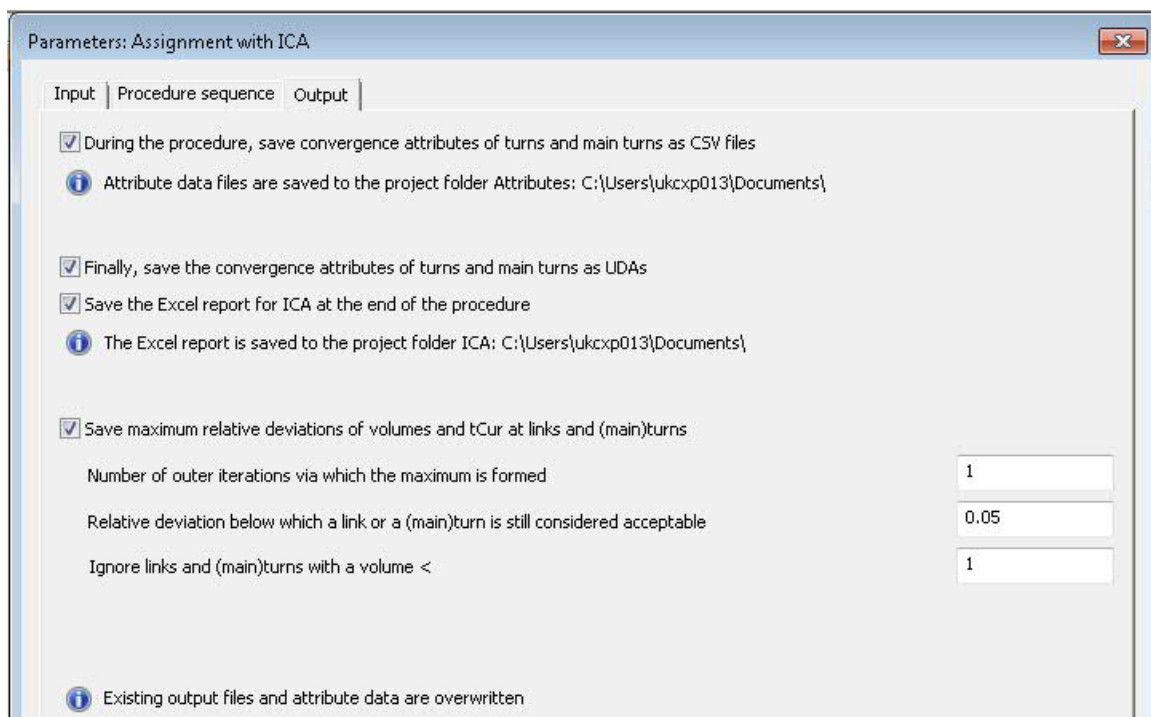 Parameters: Assignment with ICA
Input Procedure sequence Output
During the procedure, save convergence attributes of turns and main turns as CSV files
Attribute data files are saved to the project folder Attributes: C:\Users\ukcxp013\Documents\
Finally, save the convergence attributes of turns and main turns as UDAs
Save the Excel report for ICA at the end of the procedure
The Excel report is saved to the project folder ICA: C:\Users\ukcxp013\Documents\
Save maximum relative deviations of volumes and tCur at links and (main)turns
Number of outer iterations via which the maximum is formed 1
Relative deviation below which a link or a (main)turn is still considered acceptable 0.05
Ignore links and (main)turns with a volume < 1
Existing output files and attribute data are overwritten